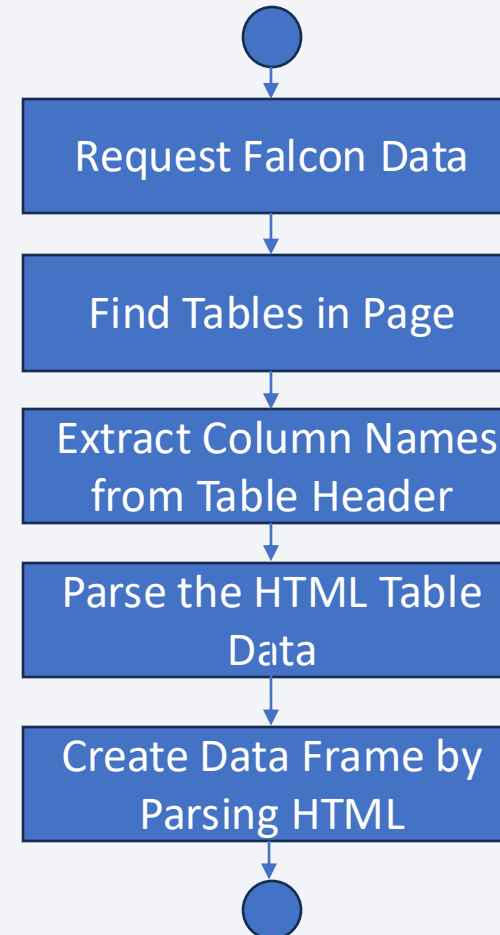 Request Falcon Data
Find Tables in Page
Extract Column Names
from Table Header
Parse the HTML Table
Data
Create Data Frame by
Parsing HTML